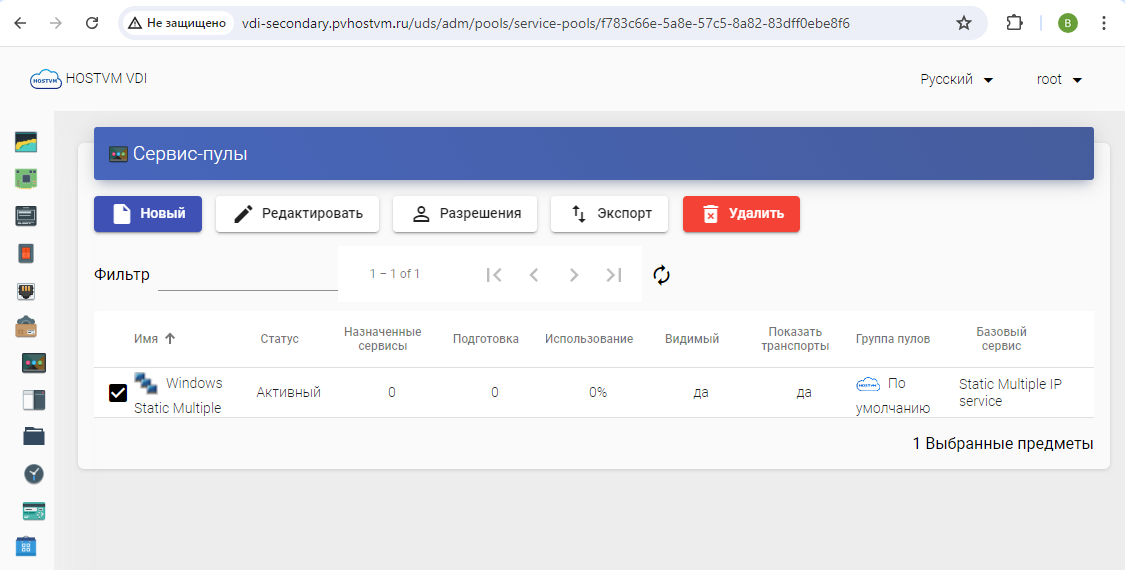 Не защищено vdi-secondary.pvhostvm.ru/uds/adm/pools/service-pools/f783c66e-5a8e-57c5-8a82-83dff0ebe8f6
B
HOSTVM HOSTVM VDI
Русский root
Сервис-пулы
Новый Редактировать Разрешения Экспорт Удалить
Фильтр 1 – 1 of 1
Имя Статус Назначенные сервисы Подготовка Использование Видимый Показать транспорты Группа пулов Базовый сервис
Windows Static Multiple Активный 0 0 0% да да HOSTVM По умолчанию Static Multiple IP service
1 Выбранные предметы